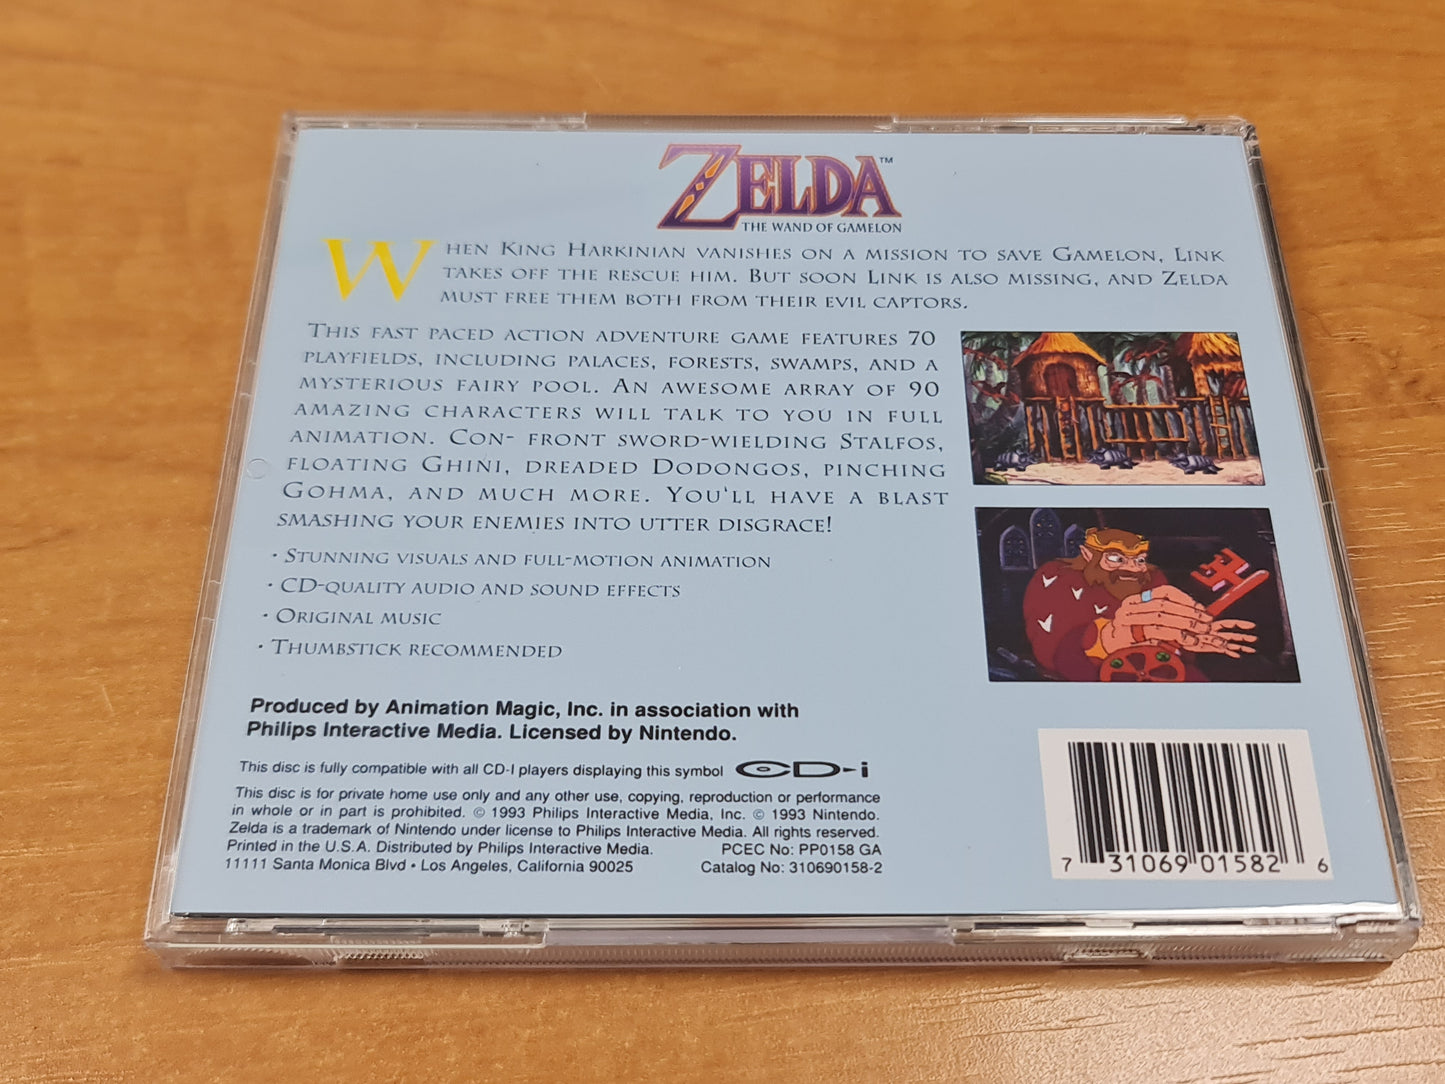 ZELDA™
THE WAND OF GAMELON
WHEN KING HARKINIAN VANISHES ON A MISSION TO SAVE GAMELON, LINK
TAKES OFF THE RESCUE HIM. BUT SOON LINK IS ALSO MISSING, AND ZELDA
MUST FREE THEM BOTH FROM THEIR EVIL CAPTORS.
THIS FAST PACED ACTION ADVENTURE GAME FEATURES 70
PLAYFIELDS, INCLUDING PALACES, FORESTS, SWAMPS, AND A
MYSTERIOUS FAIRY POOL. AN AWESOME ARRAY OF 90
AMAZING CHARACTERS WILL TALK TO YOU IN FULL
ANIMATION. CON- FRONT SWORD-WIELDING STALFOS,
FLOATING GHINI, DREADED DODONGOS, PINCHING
GOHMA, AND MUCH MORE. YOU'LL HAVE A BLAST
SMASHING YOUR ENEMIES INTO UTTER DISGRACE!
• STUNNING VISUALS AND FULL-MOTION ANIMATION
• CD-QUALITY AUDIO AND SOUND EFFECTS
• ORIGINAL MUSIC
• THUMBSTICK RECOMMENDED
Produced by Animation Magic, Inc. in association with
Philips Interactive Media. Licensed by Nintendo.
This disc is fully compatible with all CD-I players displaying this symbol CD-i
This disc is for private home use only and any other use, copying, reproduction or performance
in whole or in part is prohibited. © 1993 Philips Interactive Media, Inc. © 1993 Nintendo.
Zelda is a trademark of Nintendo under license to Philips Interactive Media. All rights reserved.
Printed in the U.S.A. Distributed by Philips Interactive Media. PCEC No: PP0158 GA
11111 Santa Monica Blvd • Los Angeles, California 90025 Catalog No: 310690158-2
7 31069 01582 6